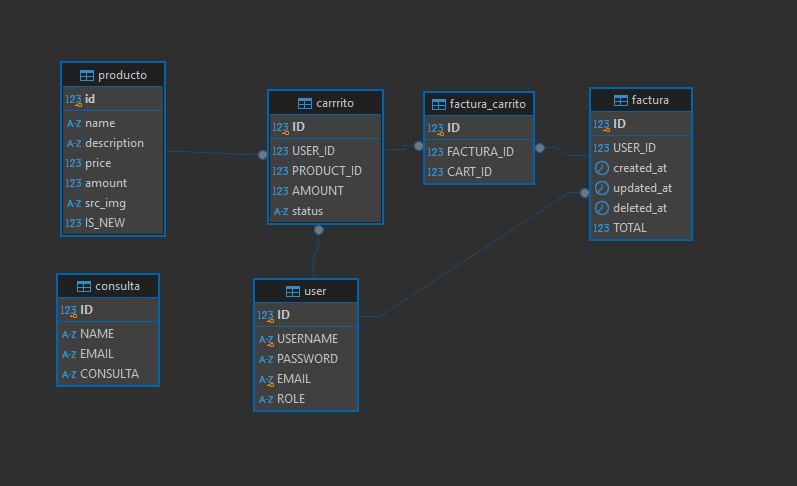 producto
123 id
A-Z name
A-Z description
123 price
123 amount
A-Z src_img
123 IS_NEW
carrrito
123 ID
123 USER_ID
123 PRODUCT_ID
123 AMOUNT
A-Z status
factura_carrito
123 ID
123 FACTURA_ID
123 CART_ID
factura
123 ID
123 USER_ID
created_at
updated_at
deleted_at
123 TOTAL
consulta
123 ID
A-Z NAME
A-Z EMAIL
A-Z CONSULTA
user
123 ID
A-Z USERNAME
A-Z PASSWORD
A-Z EMAIL
A-Z ROLE